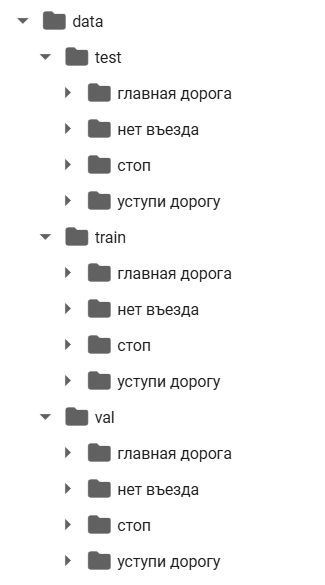 data
test
главная дорога
нет въезда
стоп
уступи дорогу
train
главная дорога
нет въезда
стоп
уступи дорогу
val
главная дорога
нет въезда
стоп
уступи дорогу